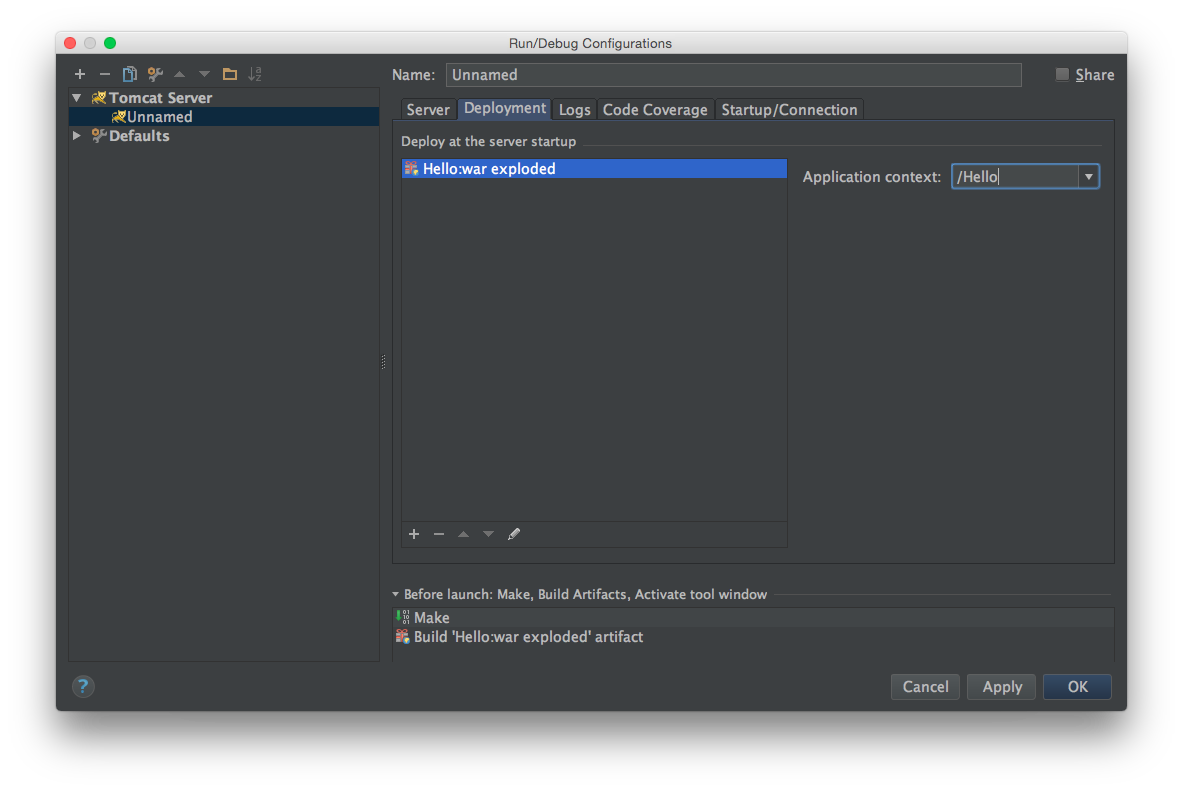 Run/Debug Configurations
Name: Unnamed Share
Tomcat Server
Unnamed
Defaults
Server Deployment Logs Code Coverage Startup/Connection
Deploy at the server startup
Hello:war exploded
Application context: /Hello
Before launch: Make, Build Artifacts, Activate tool window
Make
Build 'Hello:war exploded' artifact
? Cancel Apply OK